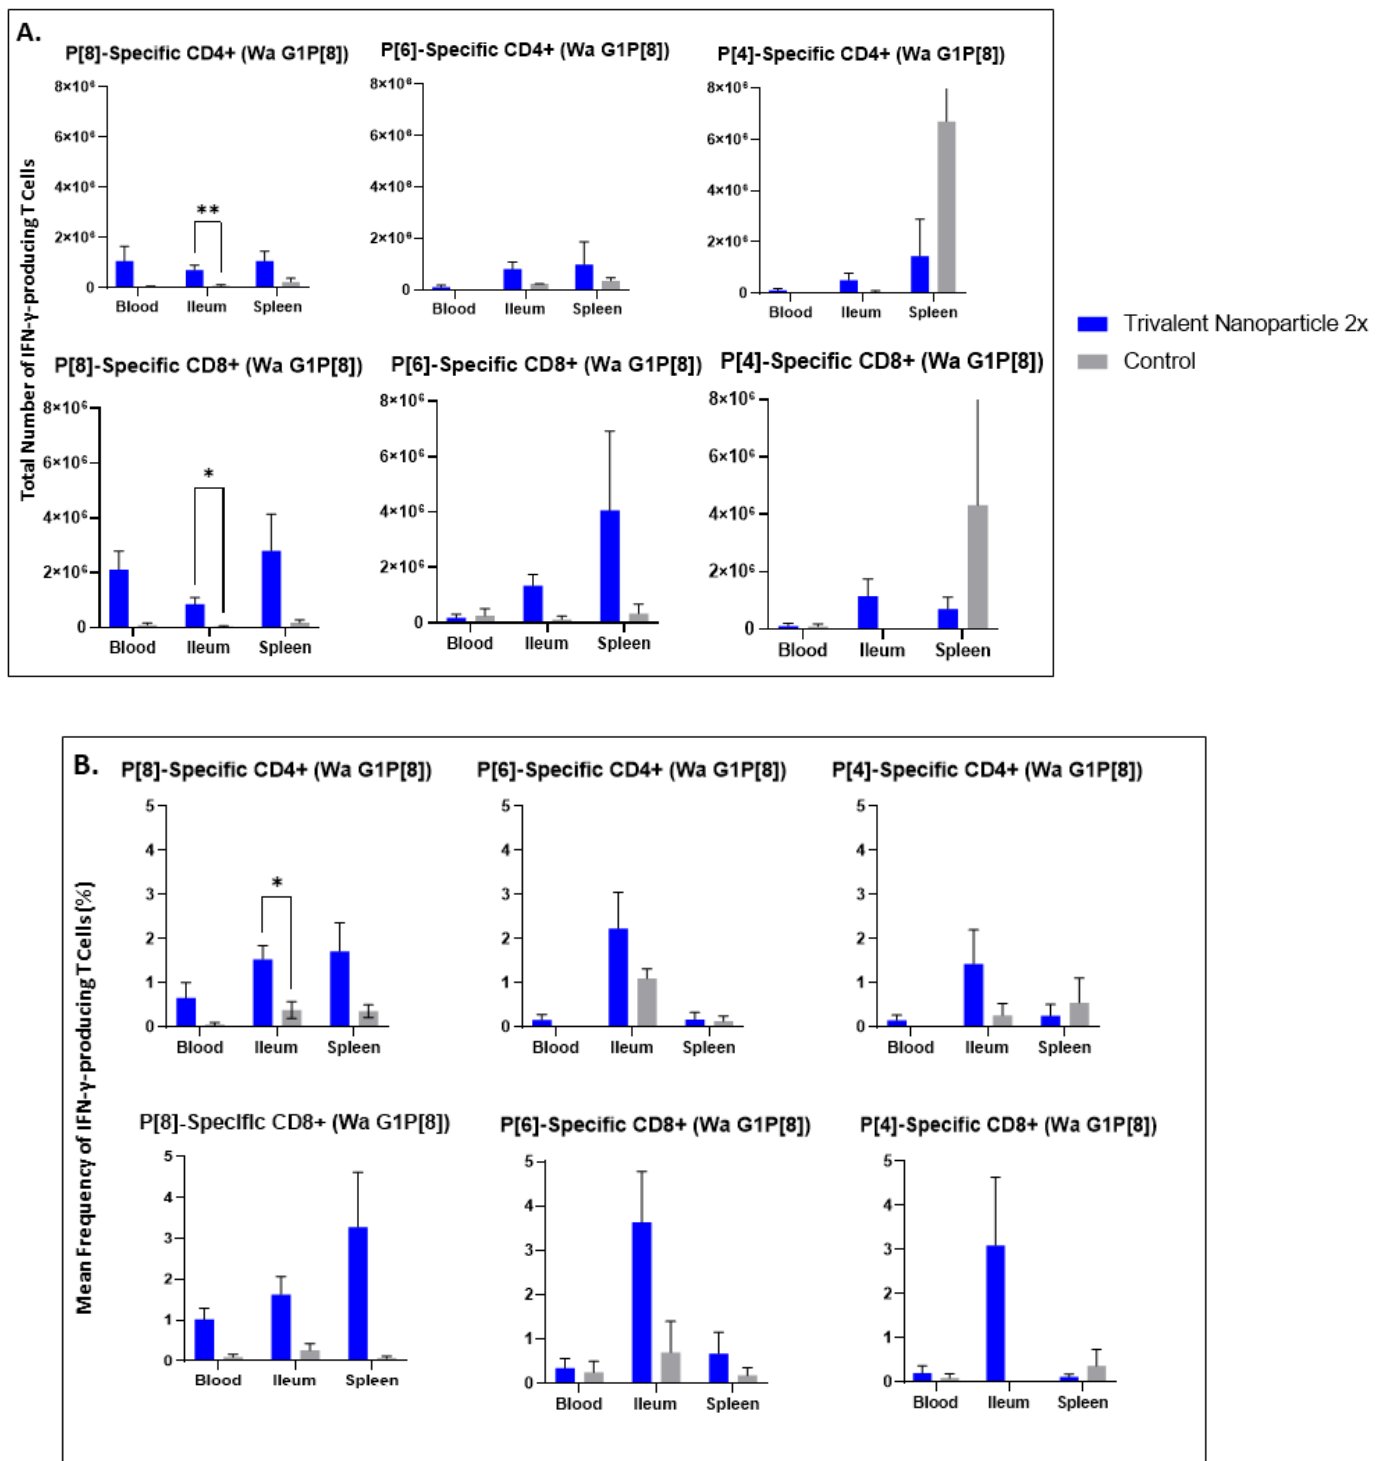 A.
P[8]-Specific CD4+ (Wa G1P[8])
P[6]-Specific CD4+ (Wa G1P[8])
P[4]-Specific CD4+ (Wa G1P[8])
Total Number of IFN-γ-producing T Cells
8×10⁶
6×10⁶
4×10⁶
2×10⁶
0
**
Blood Ileum Spleen
8×10⁶
6×10⁶
4×10⁶
2×10⁶
0
Blood Ileum Spleen
8×10⁶
6×10⁶
4×10⁶
2×10⁶
0
Blood Ileum Spleen
Trivalent Nanoparticle 2x
Control
P[8]-Specific CD8+ (Wa G1P[8])
P[6]-Specific CD8+ (Wa G1P[8])
P[4]-Specific CD8+ (Wa G1P[8])
8×10⁶
6×10⁶
4×10⁶
2×10⁶
0
*
Blood Ileum Spleen
8×10⁶
6×10⁶
4×10⁶
2×10⁶
0
Blood Ileum Spleen
8×10⁶
6×10⁶
4×10⁶
2×10⁶
0
Blood Ileum Spleen
B.
P[8]-Specific CD4+ (Wa G1P[8])
P[6]-Specific CD4+ (Wa G1P[8])
P[4]-Specific CD4+ (Wa G1P[8])
Mean Frequency of IFN-γ-producing T Cells (%)
5
4
3
2
1
0
*
Blood Ileum Spleen
5
4
3
2
1
0
Blood Ileum Spleen
5
4
3
2
1
0
Blood Ileum Spleen
P[8]-Specific CD8+ (Wa G1P[8])
P[6]-Specific CD8+ (Wa G1P[8])
P[4]-Specific CD8+ (Wa G1P[8])
5
4
3
2
1
0
Blood Ileum Spleen
5
4
3
2
1
0
Blood Ileum Spleen
5
4
3
2
1
0
Blood Ileum Spleen